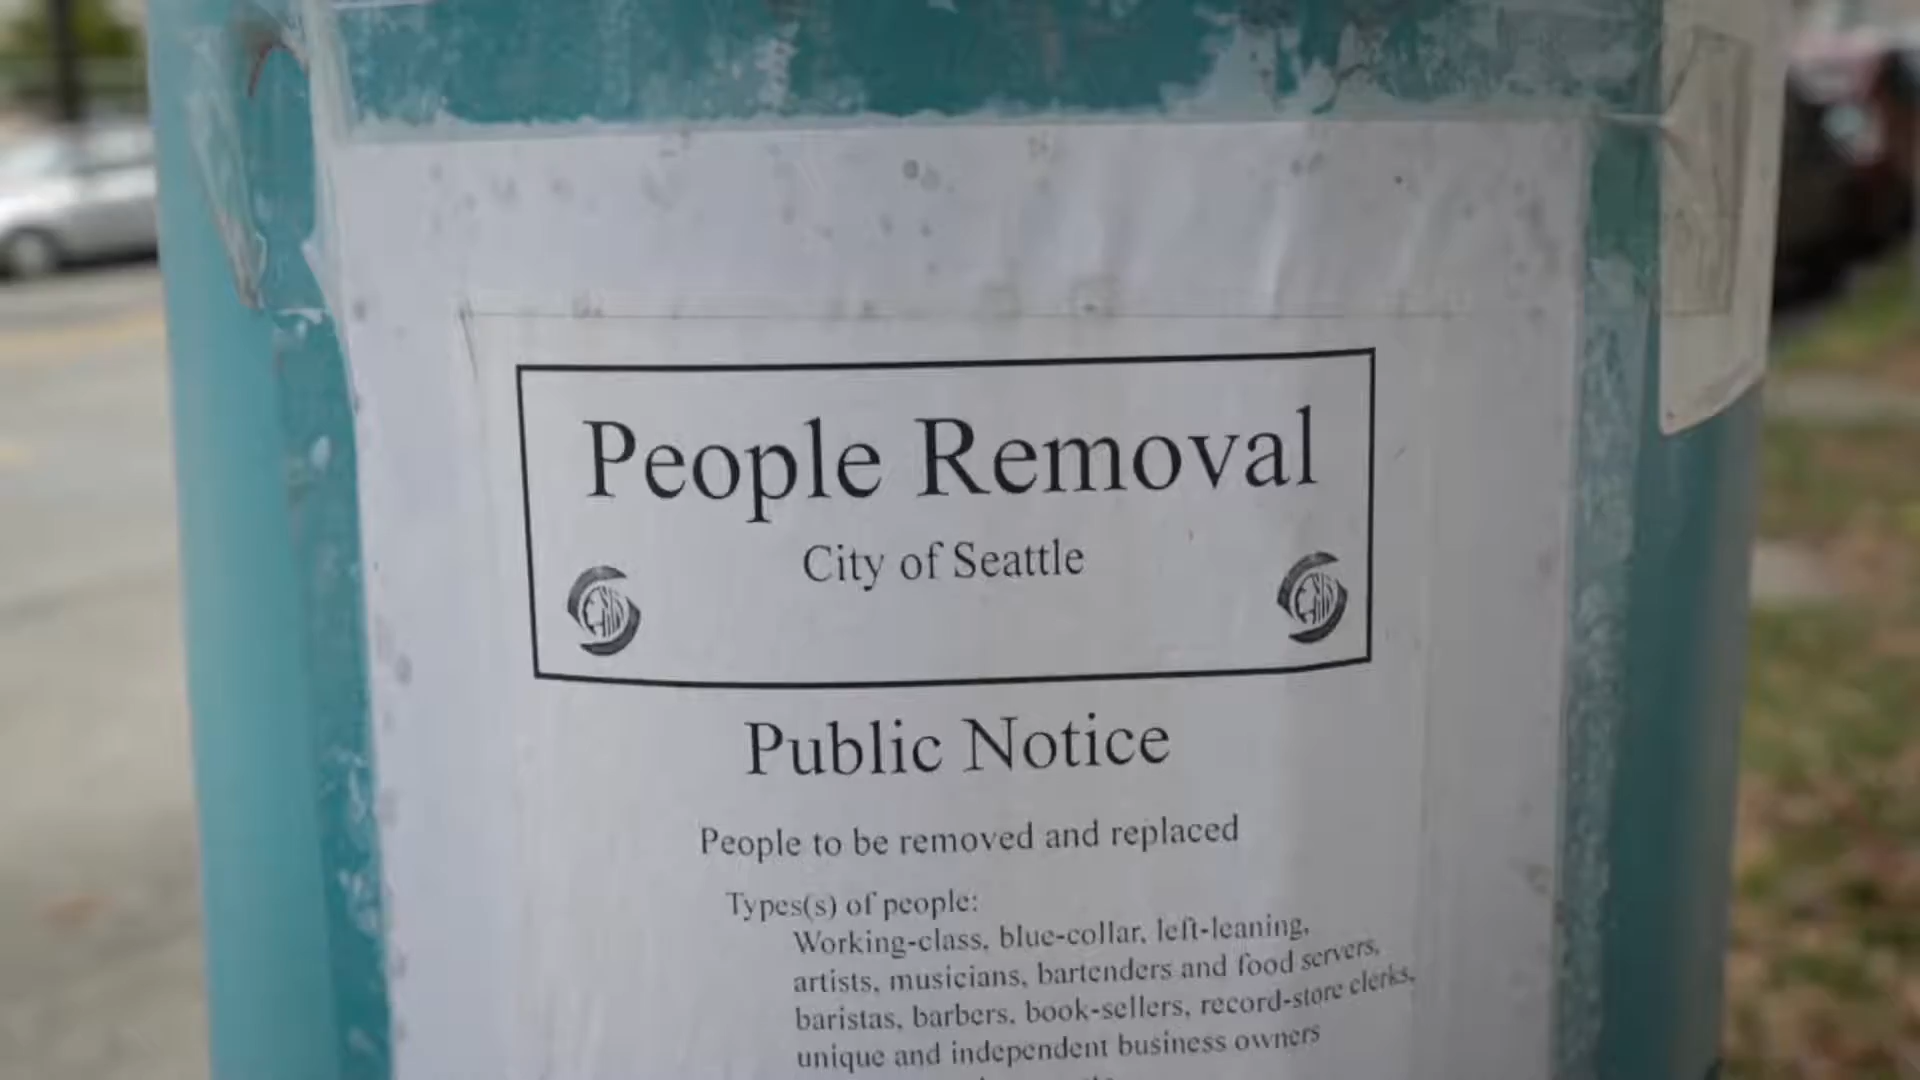 People Removal
City of Seattle
Public Notice
People to be removed and replaced
Types(s) of people:
Working-class, blue-collar, left-leaning,
artists, musicians, bartenders and food servers,
baristas, barbers, book-sellers, record-store clerks,
unique and independent business owners